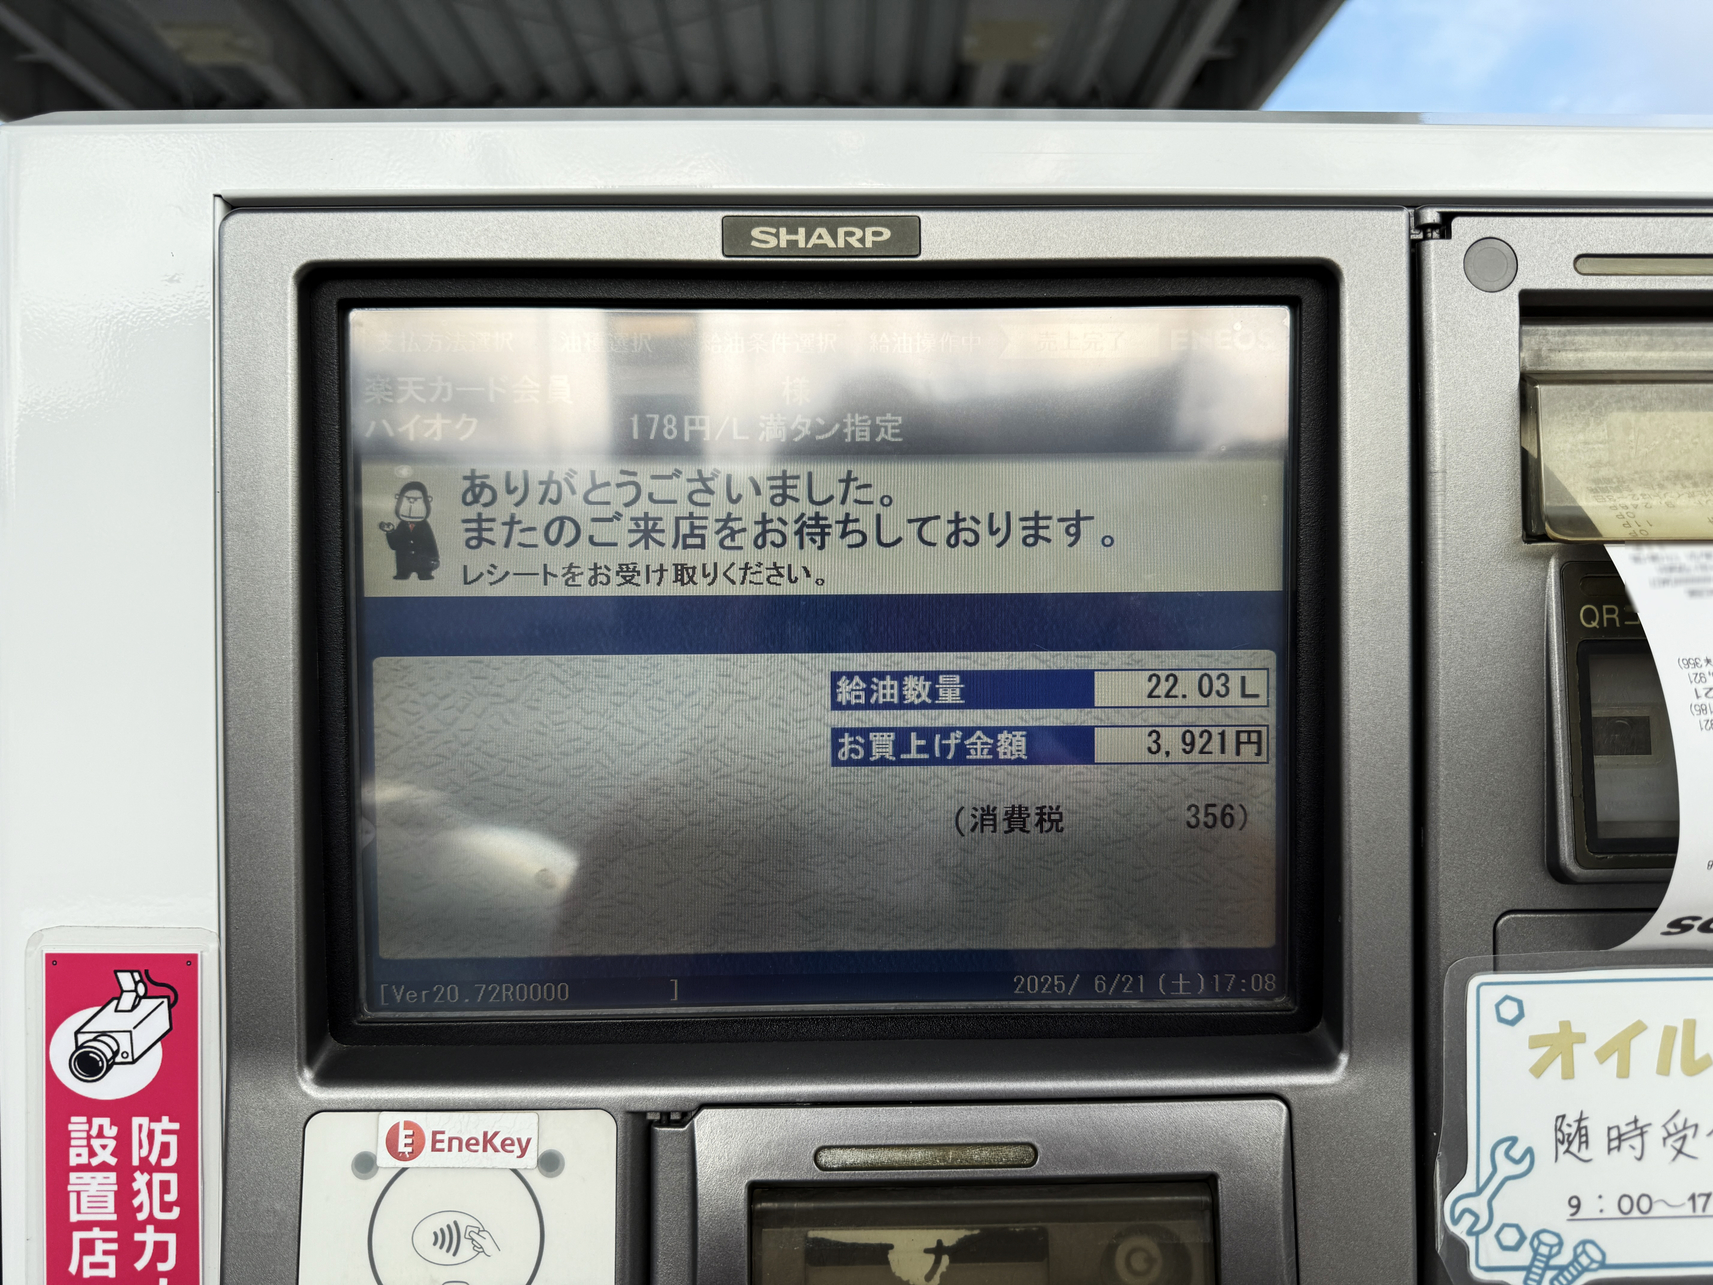 SHARP
支払方法選択 油種選択 給油条件選択 給油操作中 売上完了 ENEOS
楽天カード会員 様
ハイオク 178円/L 満タン指定
ありがとうございました。
またのご来店をお待ちしております。
レシートをお受け取りください。
給油数量 22.03 L
お買上げ金額 3,921円
(消費税 356)
[Ver20.72R0000 ]
2025/ 6/21(土)17:08
EneKey
防犯カ
設置店
カ
QRコ
オイル
随時受
9:00〜17